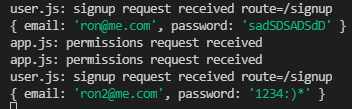 user.js: signup request received route=/signup
{ email: 'ron@me.com', password: 'sadSDSADSdD' }
app.js: permissions request received
app.js: permissions request received
user.js: signup request received route=/signup
{ email: 'ron2@me.com', password: '1234:)*' }